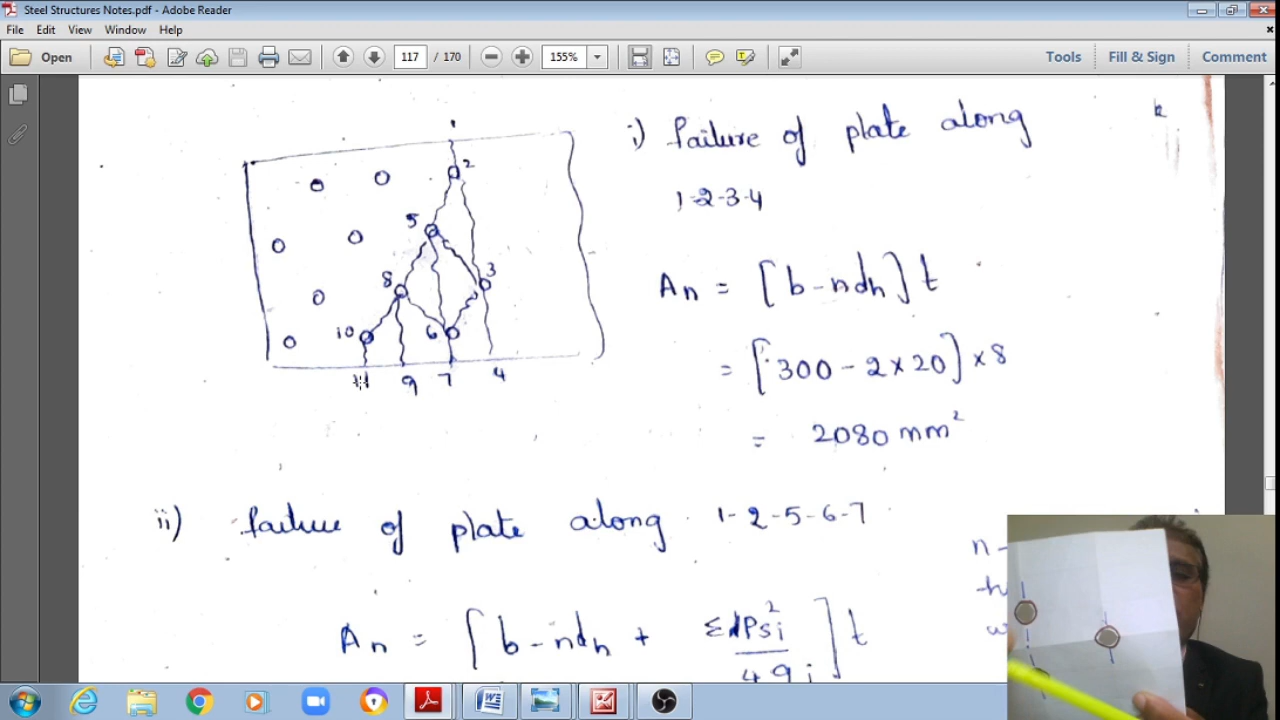 Steel Structures Notes.pdf - Adobe Reader
File Edit View Window Help
Open 117 / 170 155% Tools Fill & Sign Comment
i) failure of plate along
1-2-3-4
1
2
5
3
8
10
6
11 9 7 4
An = [b-ndh] t
= [300 - 2×20] × 8
= 2080 mm²
ii) failure of plate along 1-2-5-6-7
n-
An = [b-ndh + ΣPsi²
4gi] t